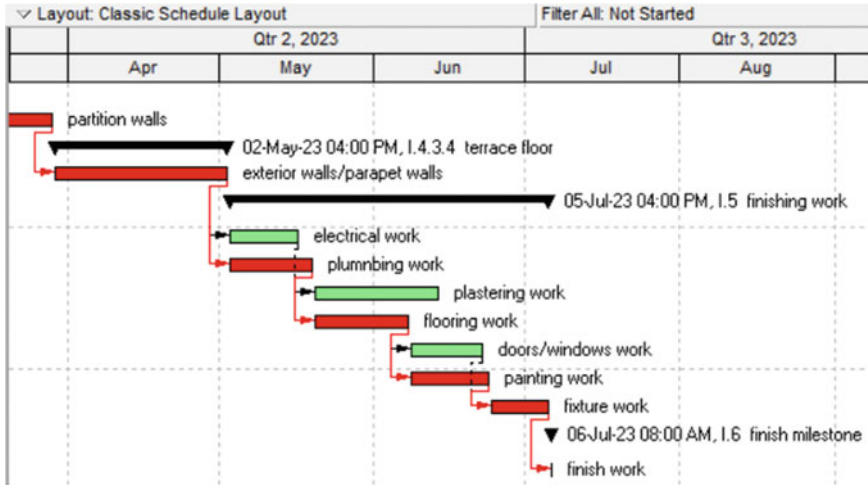 Layout: Classic Schedule Layout Filter All: Not Started
Qtr 2, 2023 Qtr 3, 2023
Apr May Jun Jul Aug
partition walls
02-May-23 04:00 PM, I.4.3.4 terrace floor
exterior walls/parapet walls
05-Jul-23 04:00 PM, I.5 finishing work
electrical work
plumnbing work
plastering work
flooring work
doors/windows work
painting work
fixture work
06-Jul-23 08:00 AM, I.6 finish milestone
finish work